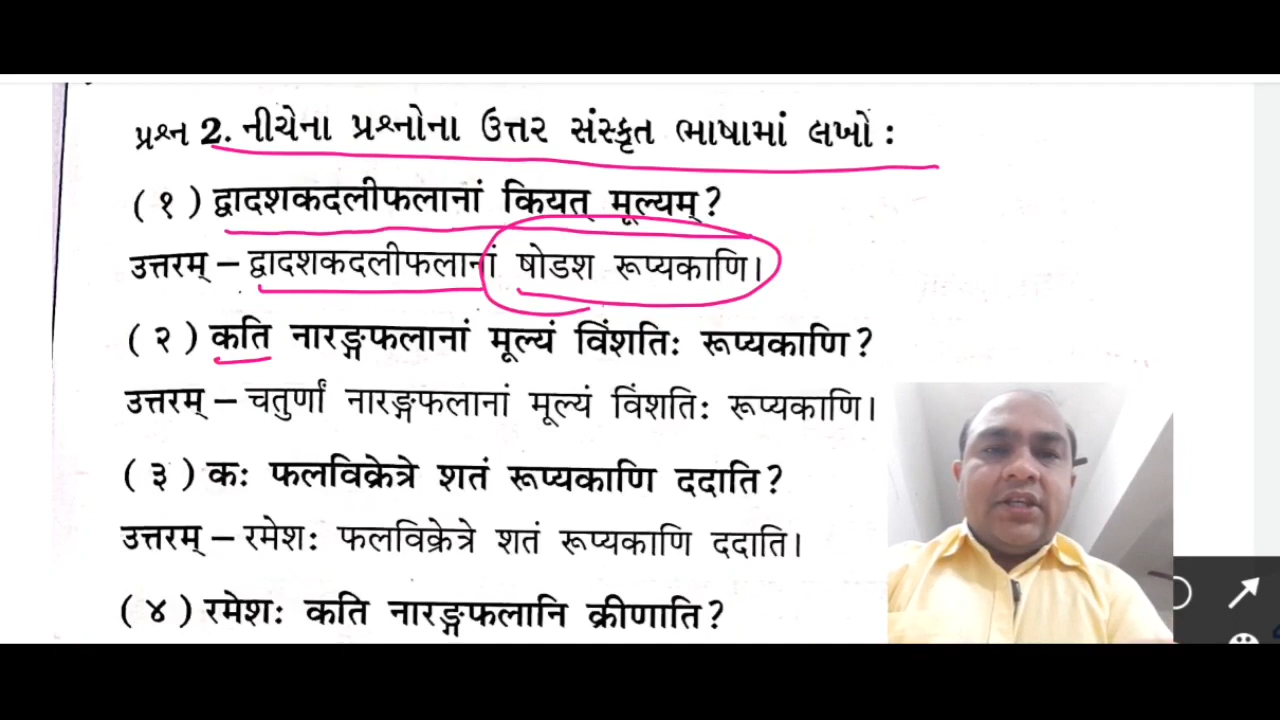 પ્રશ્ન 2. નીચેના પ્રશ્નોના ઉત્તર સંસ્કૃત ભાષામાં લખો :
( १ ) द्वादशकदलीफलानां कियत् मूल्यम् ?
उत्तरम् – द्वादशकदलीफलानां षोडश रूप्यकाणि।
( २ ) कति नारङ्गफलानां मूल्यं विंशतिः रूप्यकाणि ?
उत्तरम् – चतुर्णां नारङ्गफलानां मूल्यं विंशतिः रूप्यकाणि।
( ३ ) कः फलविक्रेत्रे शतं रूप्यकाणि ददाति ?
उत्तरम् – रमेशः फलविक्रेत्रे शतं रूप्यकाणि ददाति।
( ४ ) रमेशः कति नारङ्गफलानि क्रीणाति ?